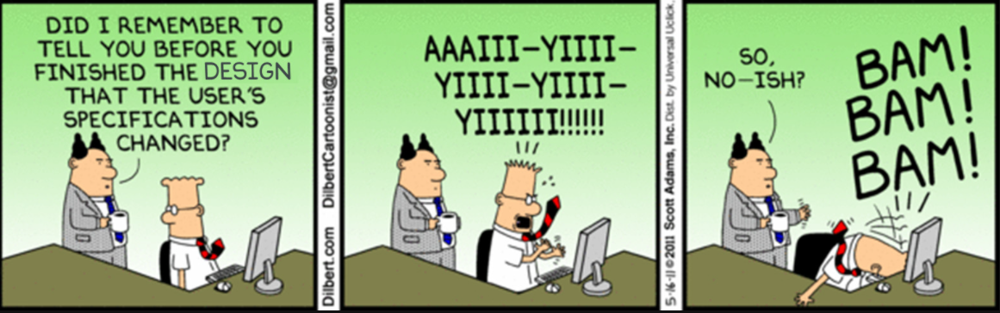 DID I REMEMBER TO
TELL YOU BEFORE YOU
FINISHED THE DESIGN
THAT THE USER'S
SPECIFICATIONS
CHANGED?
Dilbert.com DilbertCartoonist@gmail.com
AAAIII-YIIII-
YIIII-YIIII-
YIIIIII!!!!!!
5-16-11 ©2011 Scott Adams, Inc. Dist. by Universal Uclick.
SO,
NO-ISH?
BAM!
BAM!
BAM!